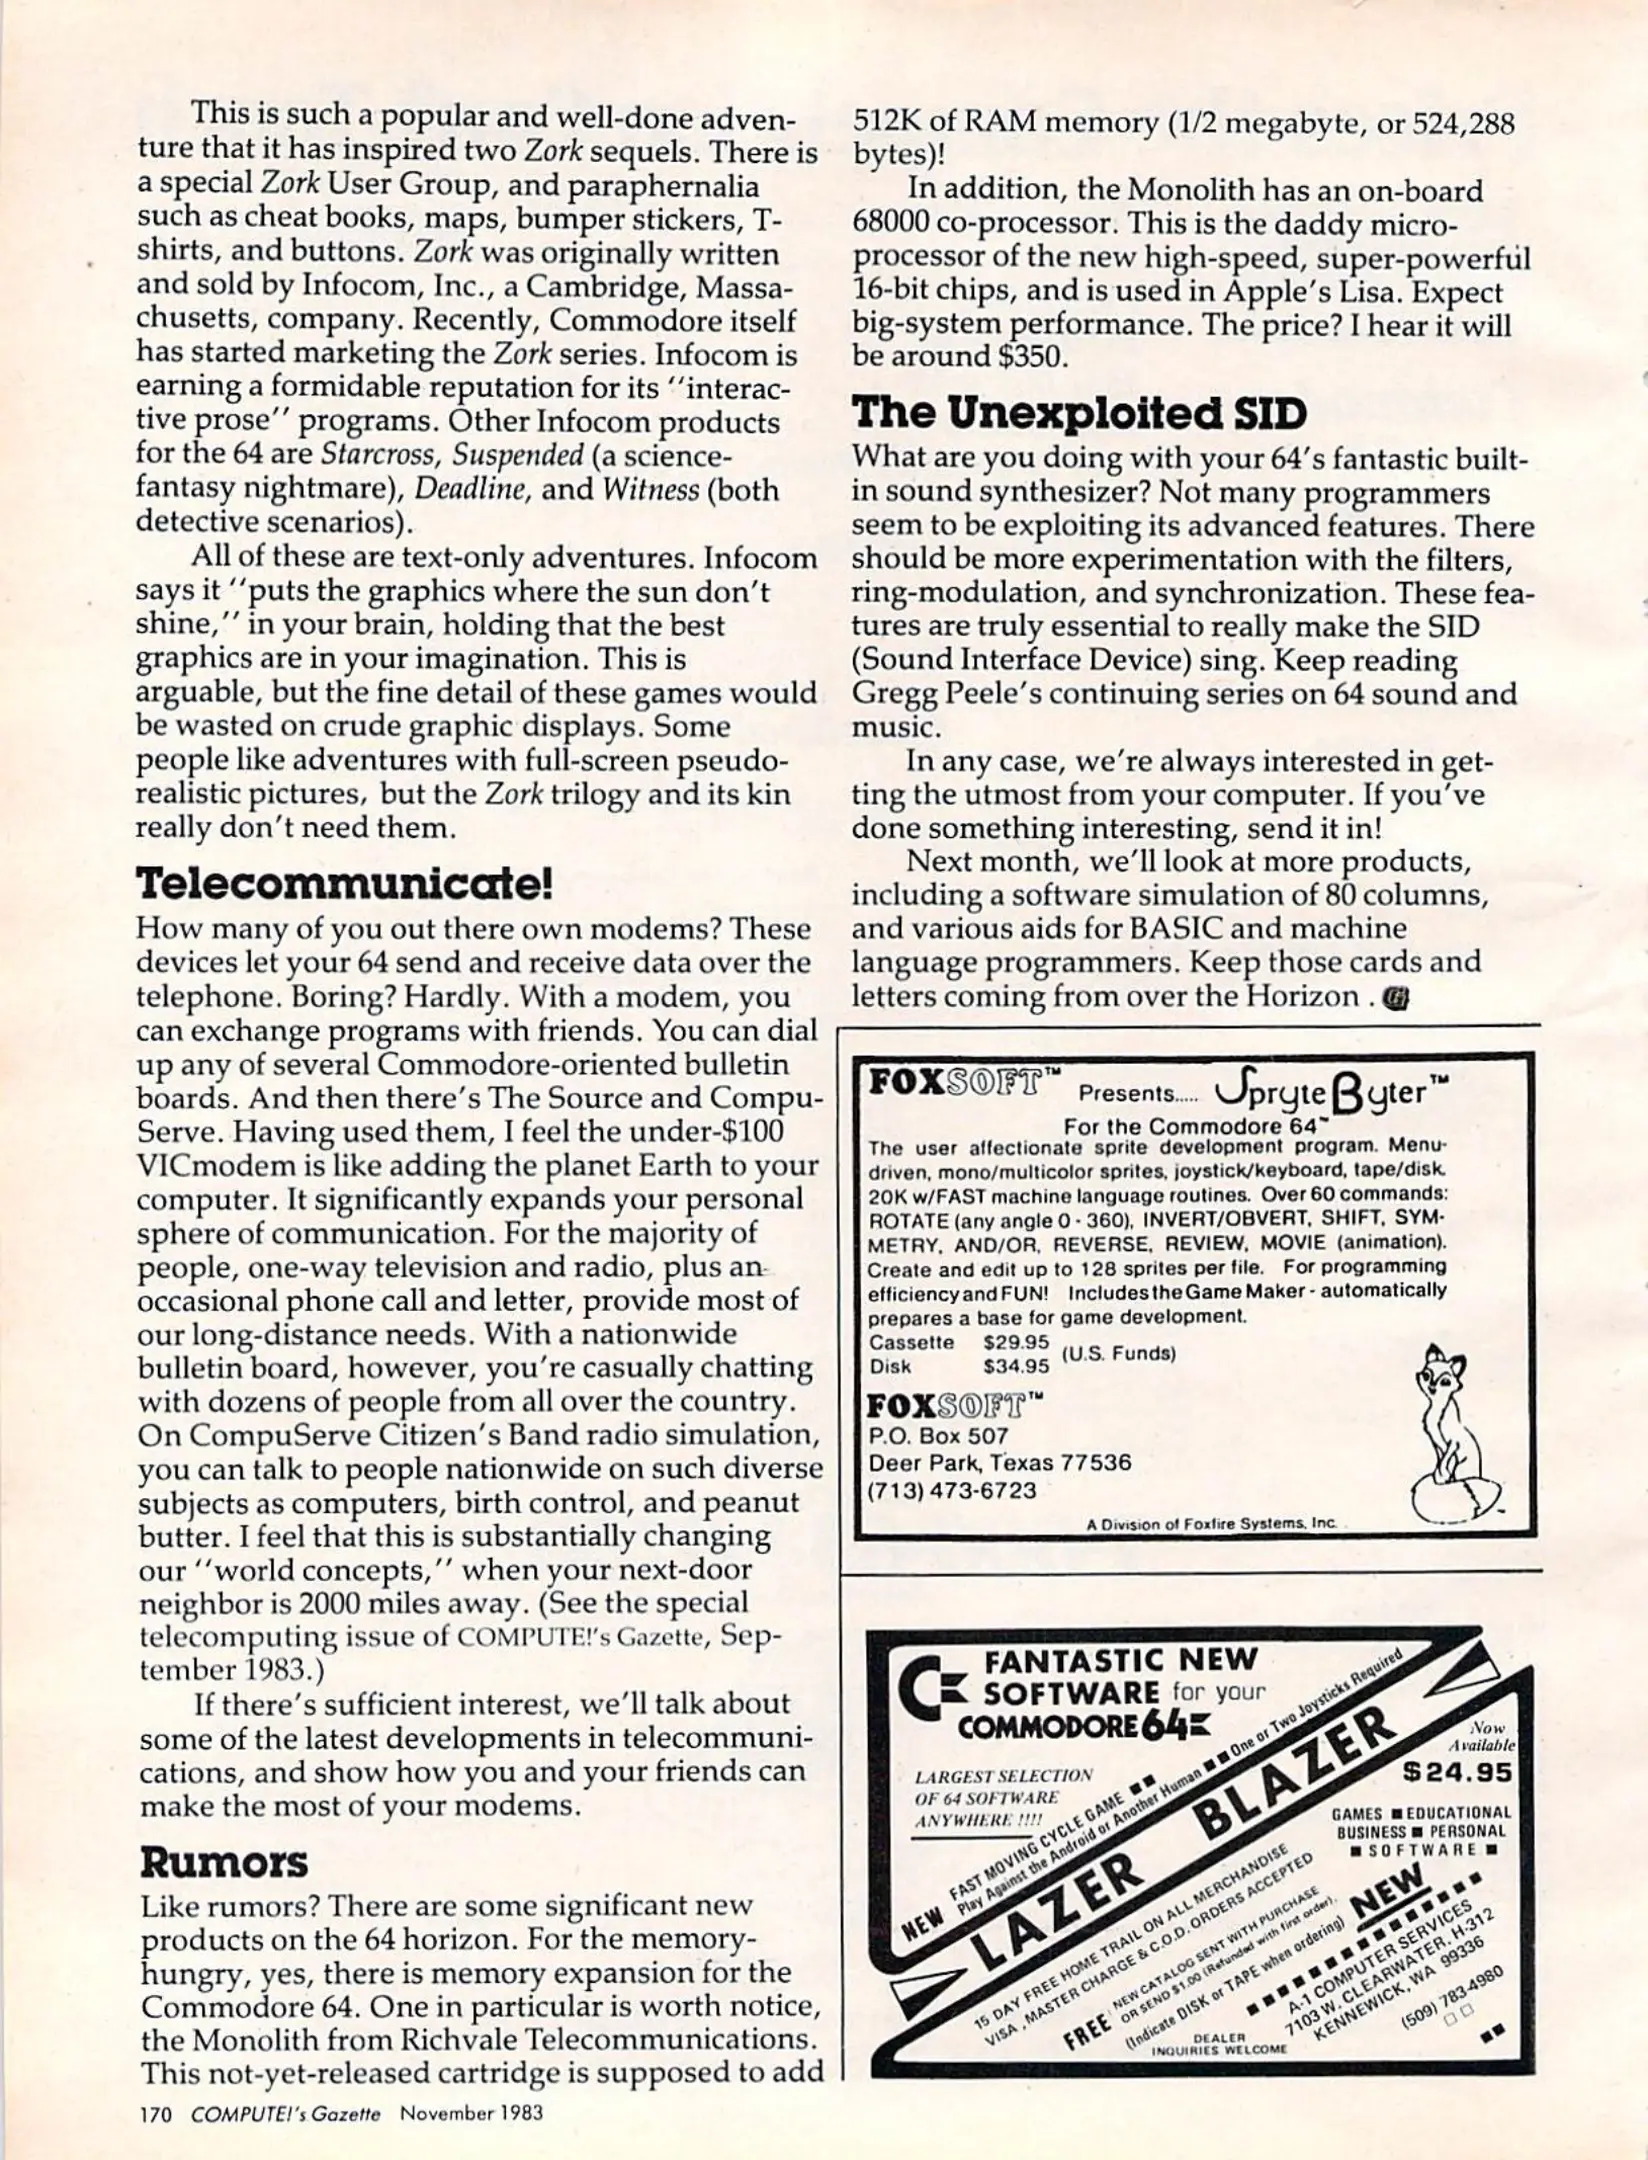 This is such a popular and well-done adven-
ture that it has inspired two Zork sequels. There is
a special Zork User Group, and paraphernalia
such as cheat books, maps, bumper stickers, T-
shirts, and buttons. Zork was originally written
and sold by Infocom, Inc., a Cambridge, Massa-
chusetts, company. Recently, Commodore itself
has started marketing the Zork series. Infocom is
earning a formidable reputation for its "interac-
tive prose" programs. Other Infocom products
for the 64 are Starcross, Suspended (a science-
fantasy nightmare), Deadline, and Witness (both
detective scenarios).
All of these are text-only adventures. Infocom
says it "puts the graphics where the sun don't
shine," in your brain, holding that the best
graphics are in your imagination. This is
arguable, but the fine detail of these games would
be wasted on crude graphic displays. Some
people like adventures with full-screen pseudo-
realistic pictures, but the Zork trilogy and its kin
really don't need them.
Telecommunicate!
How many of you out there own modems? These
devices let your 64 send and receive data over the
telephone. Boring? Hardly. With a modem, you
can exchange programs with friends. You can dial
up any of several Commodore-oriented bulletin
boards. And then there's The Source and Compu-
Serve. Having used them, I feel the under-$100
VICmodem is like adding the planet Earth to your
computer. It significantly expands your personal
sphere of communication. For the majority of
people, one-way television and radio, plus an
occasional phone call and letter, provide most of
our long-distance needs. With a nationwide
bulletin board, however, you're casually chatting
with dozens of people from all over the country.
On CompuServe Citizen's Band radio simulation,
you can talk to people nationwide on such diverse
subjects as computers, birth control, and peanut
butter. I feel that this is substantially changing
our "world concepts," when your next-door
neighbor is 2000 miles away. (See the special
telecomputing issue of COMPUTE!'s Gazette, Sep-
tember 1983.)
If there's sufficient interest, we'll talk about
some of the latest developments in telecommuni-
cations, and show how you and your friends can
make the most of your modems.
Rumors
Like rumors? There are some significant new
products on the 64 horizon. For the memory-
hungry, yes, there is memory expansion for the
Commodore 64. One in particular is worth notice,
the Monolith from Richvale Telecommunications.
This not-yet-released cartridge is supposed to add
512K of RAM memory (1/2 megabyte, or 524,288
bytes)!
In addition, the Monolith has an on-board
68000 co-processor. This is the daddy micro-
processor of the new high-speed, super-powerful
16-bit chips, and is used in Apple's Lisa. Expect
big-system performance. The price? I hear it will
be around $350.
The Unexploited SID
What are you doing with your 64's fantastic built-
in sound synthesizer? Not many programmers
seem to be exploiting its advanced features. There
should be more experimentation with the filters,
ring-modulation, and synchronization. These fea-
tures are truly essential to really make the SID
(Sound Interface Device) sing. Keep reading
Gregg Peele's continuing series on 64 sound and
music.
In any case, we're always interested in get-
ting the utmost from your computer. If you've
done something interesting, send it in!
Next month, we'll look at more products,
including a software simulation of 80 columns,
and various aids for BASIC and machine
language programmers. Keep those cards and
letters coming from over the Horizon . G
FOXSOFT™ Presents..... SpryteByter™
For the Commodore 64™
The user affectionate sprite development program. Menu-
driven, mono/multicolor sprites, joystick/keyboard, tape/disk.
20K w/FAST machine language routines. Over 60 commands:
ROTATE (any angle 0 - 360), INVERT/OBVERT, SHIFT, SYM-
METRY, AND/OR, REVERSE, REVIEW, MOVIE (animation).
Create and edit up to 128 sprites per file. For programming
efficiency and FUN! Includes the Game Maker - automatically
prepares a base for game development.
Cassette $29.95
Disk $34.95 (U.S. Funds)
FOXSOFT™
P.O. Box 507
Deer Park, Texas 77536
(713) 473-6723
A Division of Foxfire Systems, Inc.
FANTASTIC NEW
SOFTWARE for your
COMMODORE 64
LARGEST SELECTION
OF 64 SOFTWARE
ANYWHERE !!!!
NEW FAST MOVING CYCLE GAME ■■
Play Against the Android or Another Human ■■ One or Two Joysticks Required
LAZER BLAZER
Now
Available
$24.95
GAMES ■ EDUCATIONAL
BUSINESS ■ PERSONAL
■ SOFTWARE ■
15 DAY FREE HOME TRAIL ON ALL MERCHANDISE
VISA, MASTER CHARGE & C.O.D. ORDERS ACCEPTED
FREE: NEW CATALOG SENT WITH PURCHASE
OR SEND $1.00 (Refunded with first order).
(Indicate DISK or TAPE when ordering)
NEW
DEALER
INQUIRIES WELCOME
A-1 COMPUTER SERVICES
7103 W. CLEARWATER, H-312
KENNEWICK, WA 99336
(509) 783-4980
170 COMPUTE!'s Gazette November 1983